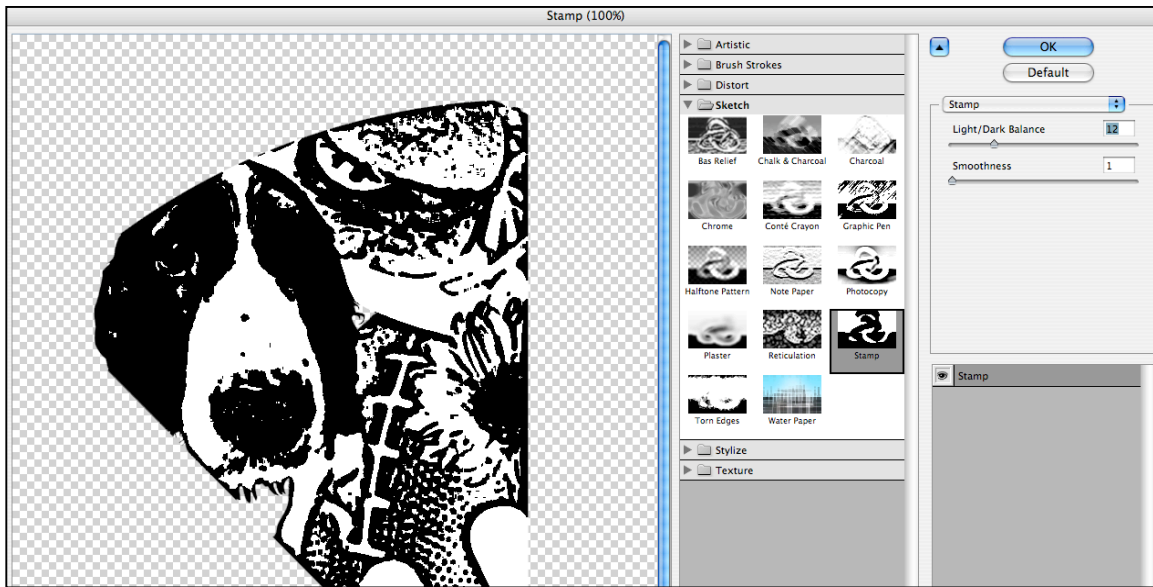 Stamp (100%)
Artistic
Brush Strokes
Distort
Sketch
Bas Relief
Chalk & Charcoal
Charcoal
Chrome
Conté Crayon
Graphic Pen
Halftone Pattern
Note Paper
Photocopy
Plaster
Reticulation
Stamp
Torn Edges
Water Paper
Stylize
Texture
OK
Default
Stamp
Light/Dark Balance 12
Smoothness 1
Stamp